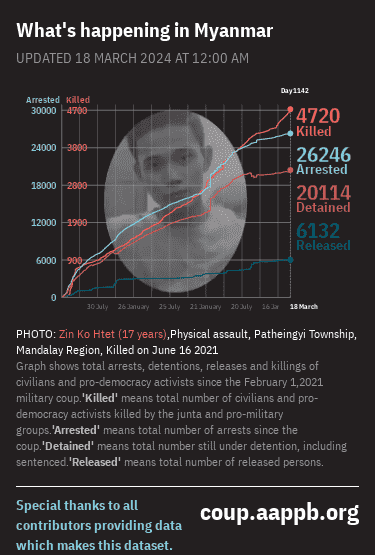 What's happening in Myanmar
UPDATED 18 MARCH 2024 AT 12:00 AM
Day1142
Arrested Killed
30000 4700
24000 3800
18000 2800
12000 1900
6000 900
0
4720
Killed
26246
Arrested
20114
Detained
6132
Released
30 July 26 January 25 July 21 January 20 July 16 Jan 18 March
PHOTO: Zin Ko Htet (17 years),Physical assault, Patheingyi Township,
Mandalay Region, Killed on June 16 2021
Graph shows total arrests, detentions, releases and killings of
civilians and pro-democracy activists since the February 1,2021
military coup.'Killed' means total number of civilians and pro-
democracy activists killed by the junta and pro-military
groups.'Arrested' means total number of arrests since the
coup.'Detained' means total number still under detention, including
sentenced.'Released' means total number of released persons.
Special thanks to all
contributors providing data
which makes this dataset.
coup.aappb.org